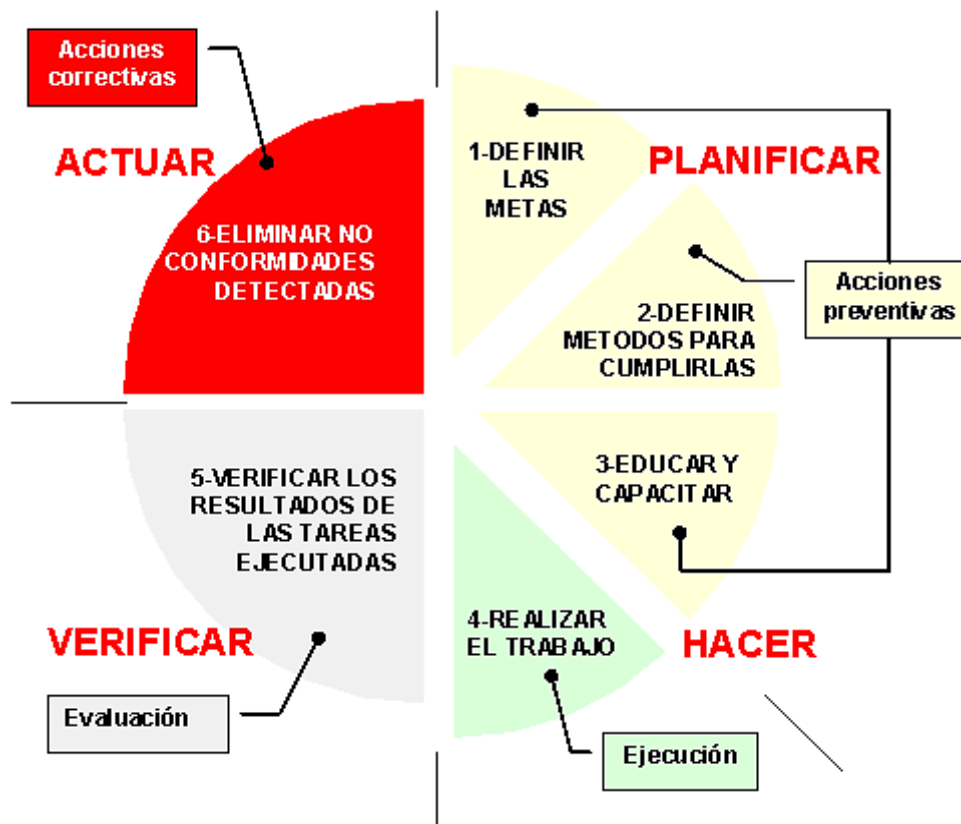 Acciones
correctivas
ACTUAR
6-ELIMINAR NO
CONFORMIDADES
DETECTADAS
1-DEFINIR
LAS
METAS
PLANIFICAR
2-DEFINIR
METODOS PARA
CUMPLIRLAS
Acciones
preventivas
3-EDUCAR Y
CAPACITAR
HACER
4-REALIZAR
EL TRABAJO
Ejecución
5-VERIFICAR LOS
RESULTADOS DE
LAS TAREAS
EJECUTADAS
VERIFICAR
Evaluación